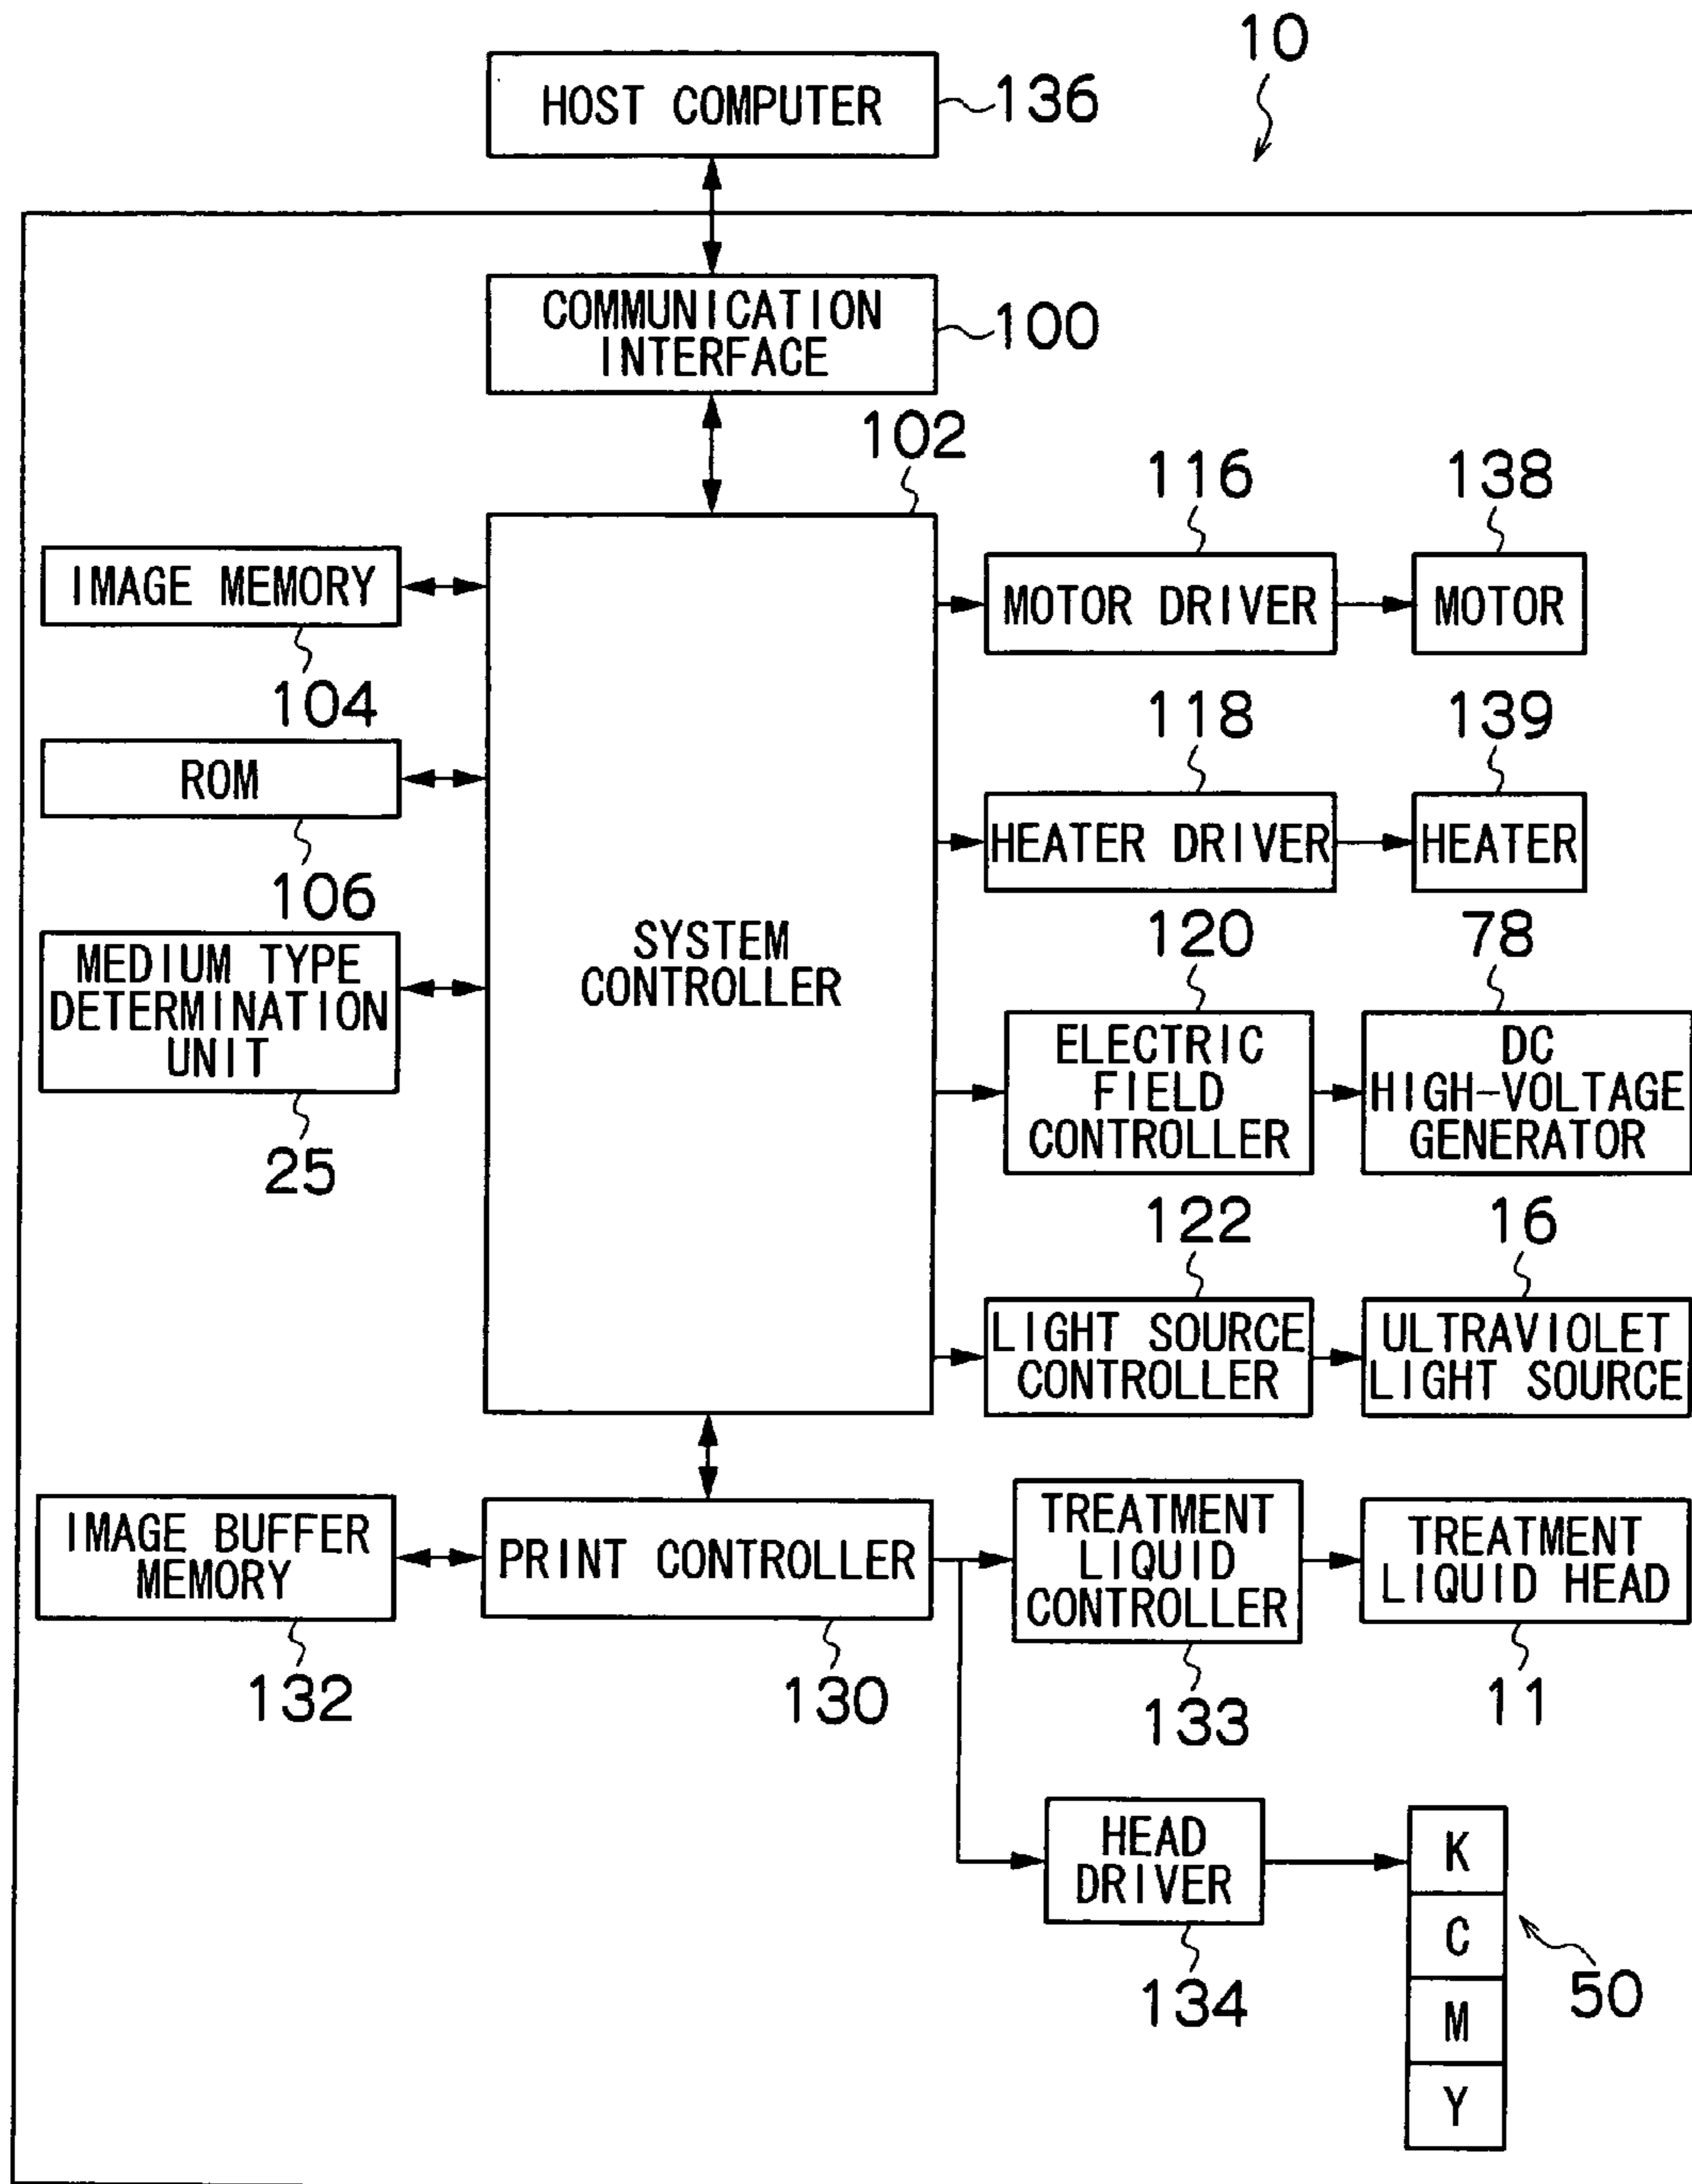 10
HOST COMPUTER
136
COMMUNICATION
INTERFACE
100
102
116
138
IMAGE MEMORY
MOTOR DRIVER
MOTOR
104
118
139
ROM
HEATER DRIVER
HEATER
106
120
78
MEDIUM TYPE
DETERMINATION
UNIT
SYSTEM
CONTROLLER
ELECTRIC
FIELD
CONTROLLER
DC
HIGH-VOLTAGE
GENERATOR
25
122
16
LIGHT SOURCE
CONTROLLER
ULTRAVIOLET
LIGHT SOURCE
IMAGE BUFFER
MEMORY
PRINT CONTROLLER
TREATMENT
LIQUID
CONTROLLER
TREATMENT
LIQUID HEAD
132
130
133
11
HEAD
DRIVER
K
C
M
Y
134
50